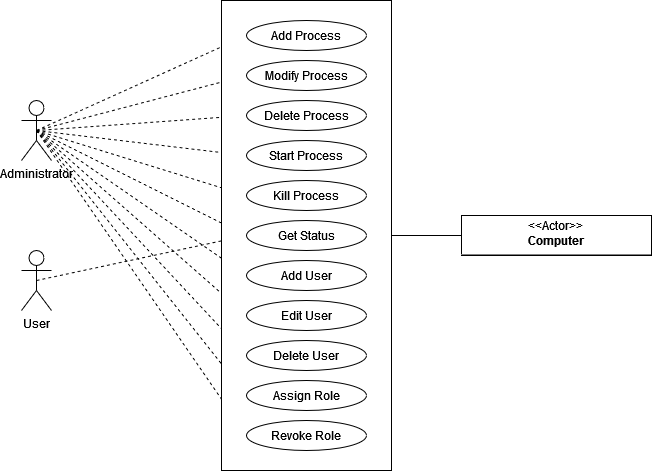 Add Process
Modify Process
Delete Process
Start Process
Administrator
Kill Process
Get Status
<<Actor>>
Computer
Add User
User
Edit User
Delete User
Assign Role
Revoke Role